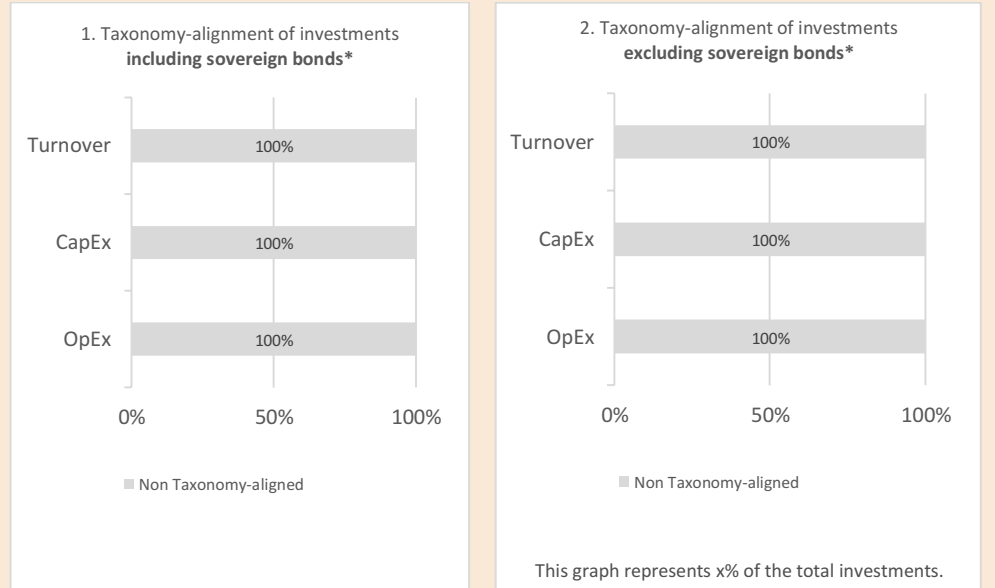 1. Taxonomy-alignment of investments
including sovereign bonds*
Turnover
100%
CapEx
100%
OpEx
100%
0%
50%
100%
Non Taxonomy-aligned
2. Taxonomy-alignment of investments
excluding sovereign bonds*
Turnover
100%
CapEx
100%
OpEx
100%
0%
50%
100%
Non Taxonomy-aligned
This graph represents x% of the total investments.